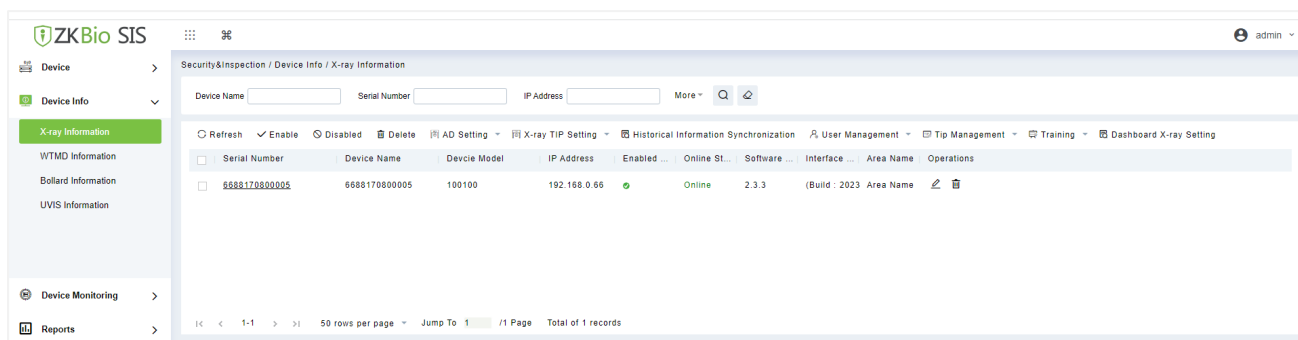 ZKBio SIS
admin
Device
Security&Inspection / Device Info / X-ray Information
Device Info
Device Name Serial Number IP Address More
X-ray Information
Refresh Enable Disabled Delete AD Setting X-ray TIP Setting Historical Information Synchronization User Management Tip Management Training Dashboard X-ray Setting
WTMD Information
Serial Number Device Name Devcie Model IP Address Enabled ... Online St... Software ... Interface ... Area Name Operations
Bollard Information
6688170800005 6688170800005 100100 192.168.0.66 Online 2.3.3 (Build : 2023 Area Name
UVIS Information
Device Monitoring
Reports
1-1 50 rows per page Jump To 1 /1 Page Total of 1 records